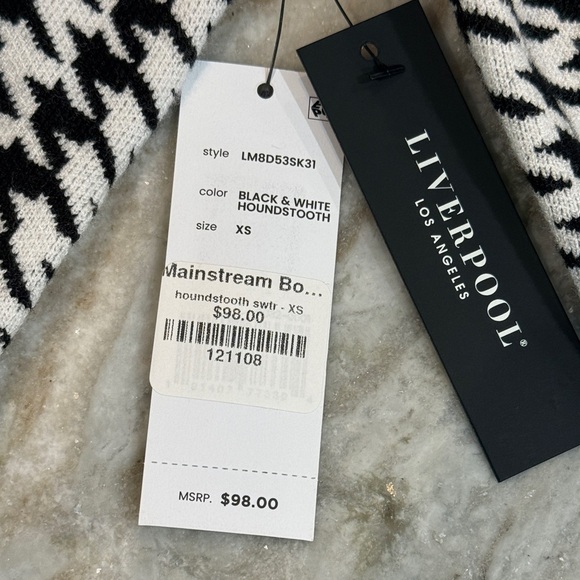 style LM8D53SK31
color BLACK & WHITE
HOUNDSTOOTH
size XS
Mainstream Bo...
houndstooth swtr - XS
$98.00
121108
MSRP. $98.00
LIVERPOOL®
LOS ANGELES